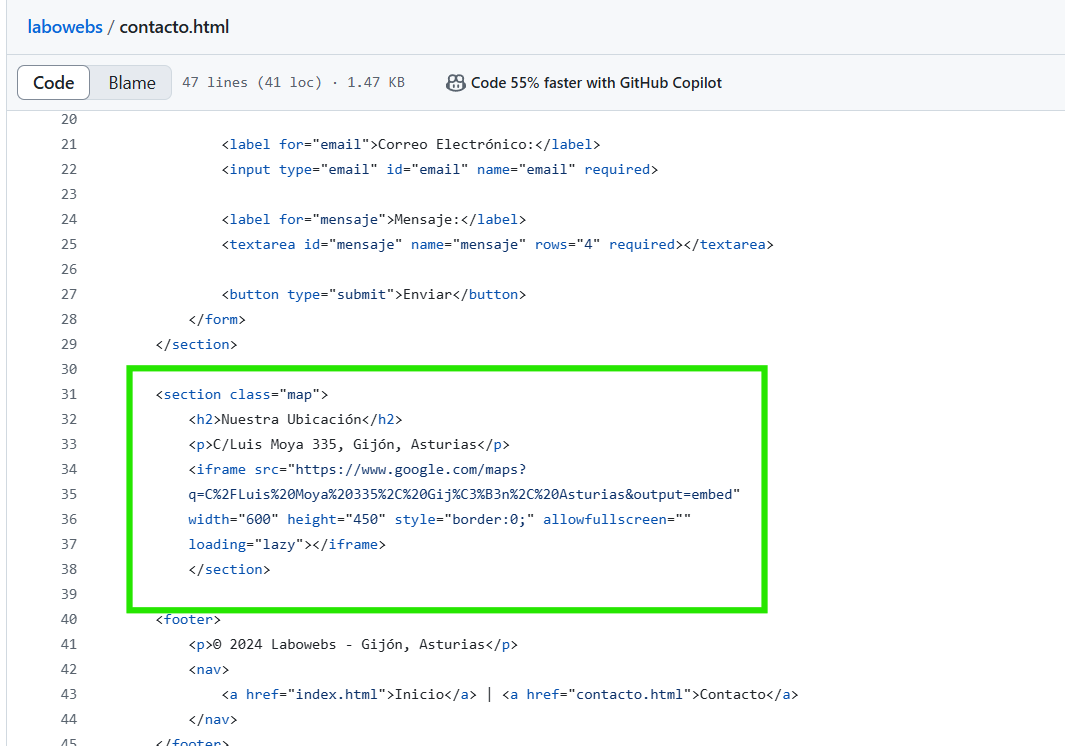 labowebs / contacto.html
Code Blame 47 lines (41 loc) · 1.47 KB Code 55% faster with GitHub Copilot
20
21 <label for="email">Correo Electrónico:</label>
22 <input type="email" id="email" name="email" required>
23
24 <label for="mensaje">Mensaje:</label>
25 <textarea id="mensaje" name="mensaje" rows="4" required></textarea>
26
27 <button type="submit">Enviar</button>
28 </form>
29 </section>
30
31 <section class="map">
32 <h2>Nuestra Ubicación</h2>
33 <p>C/Luis Moya 335, Gijón, Asturias</p>
34 <iframe src="https://www.google.com/maps?
35 q=C%2FLuis%20Moya%20335%2C%20Gij%C3%B3n%2C%20Asturias&output=embed"
36 width="600" height="450" style="border:0;" allowfullscreen=""
37 loading="lazy"></iframe>
38 </section>
39
40 <footer>
41 <p>© 2024 Labowebs - Gijón, Asturias</p>
42 <nav>
43 <a href="index.html">Inicio</a> | <a href="contacto.html">Contacto</a>
44 </nav>
45 </footer>